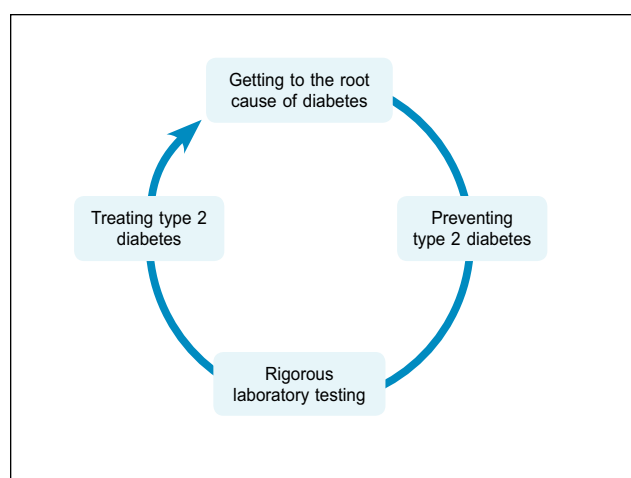 Getting to the root
cause of diabetes
Preventing
type 2 diabetes
Rigorous
laboratory testing
Treating type 2
diabetes